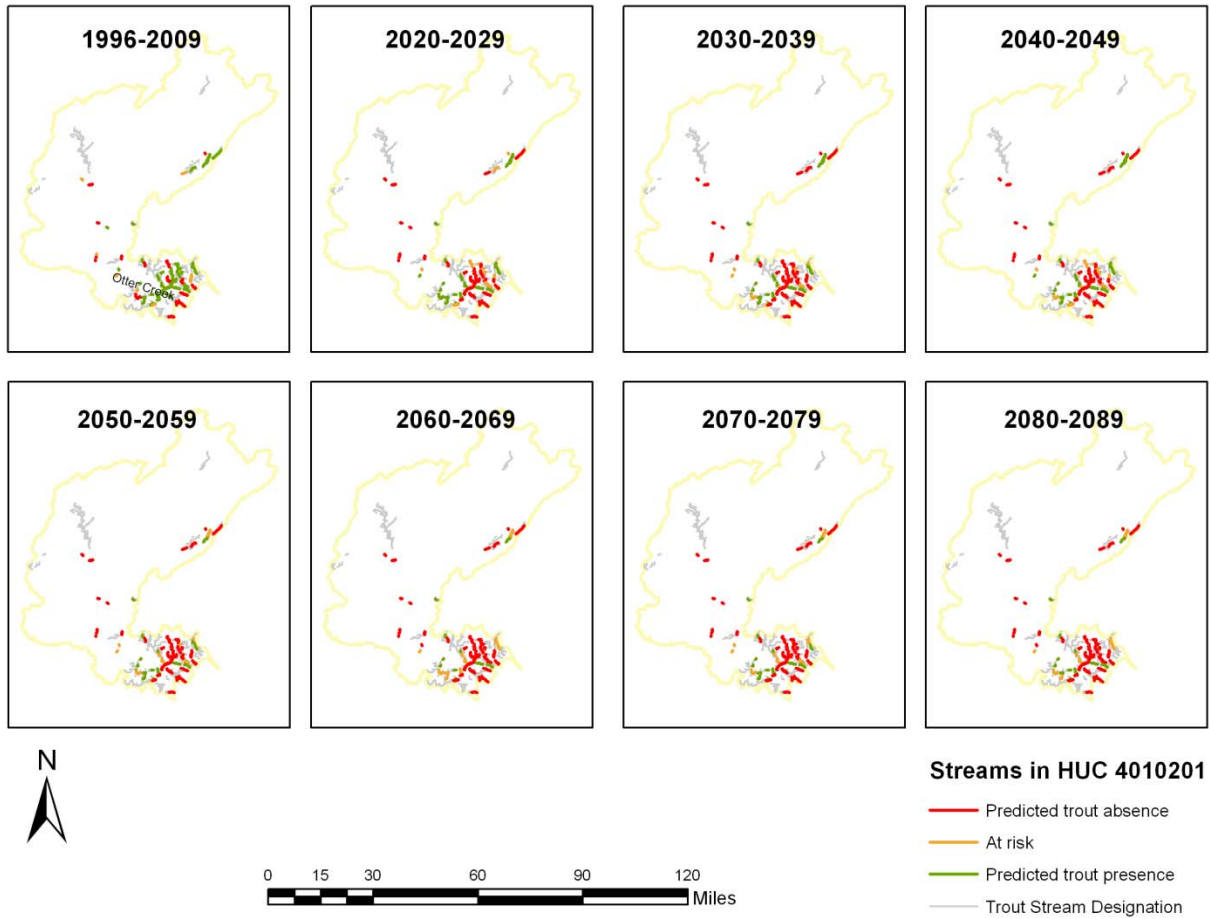 1996-2009
2020-2029
2030-2039
2040-2049
Otter Creek
2050-2059
2060-2069
2070-2079
2080-2089
N
0 15 30 60 90 120
Miles
Streams in HUC 4010201
Predicted trout absence
At risk
Predicted trout presence
Trout Stream Designation